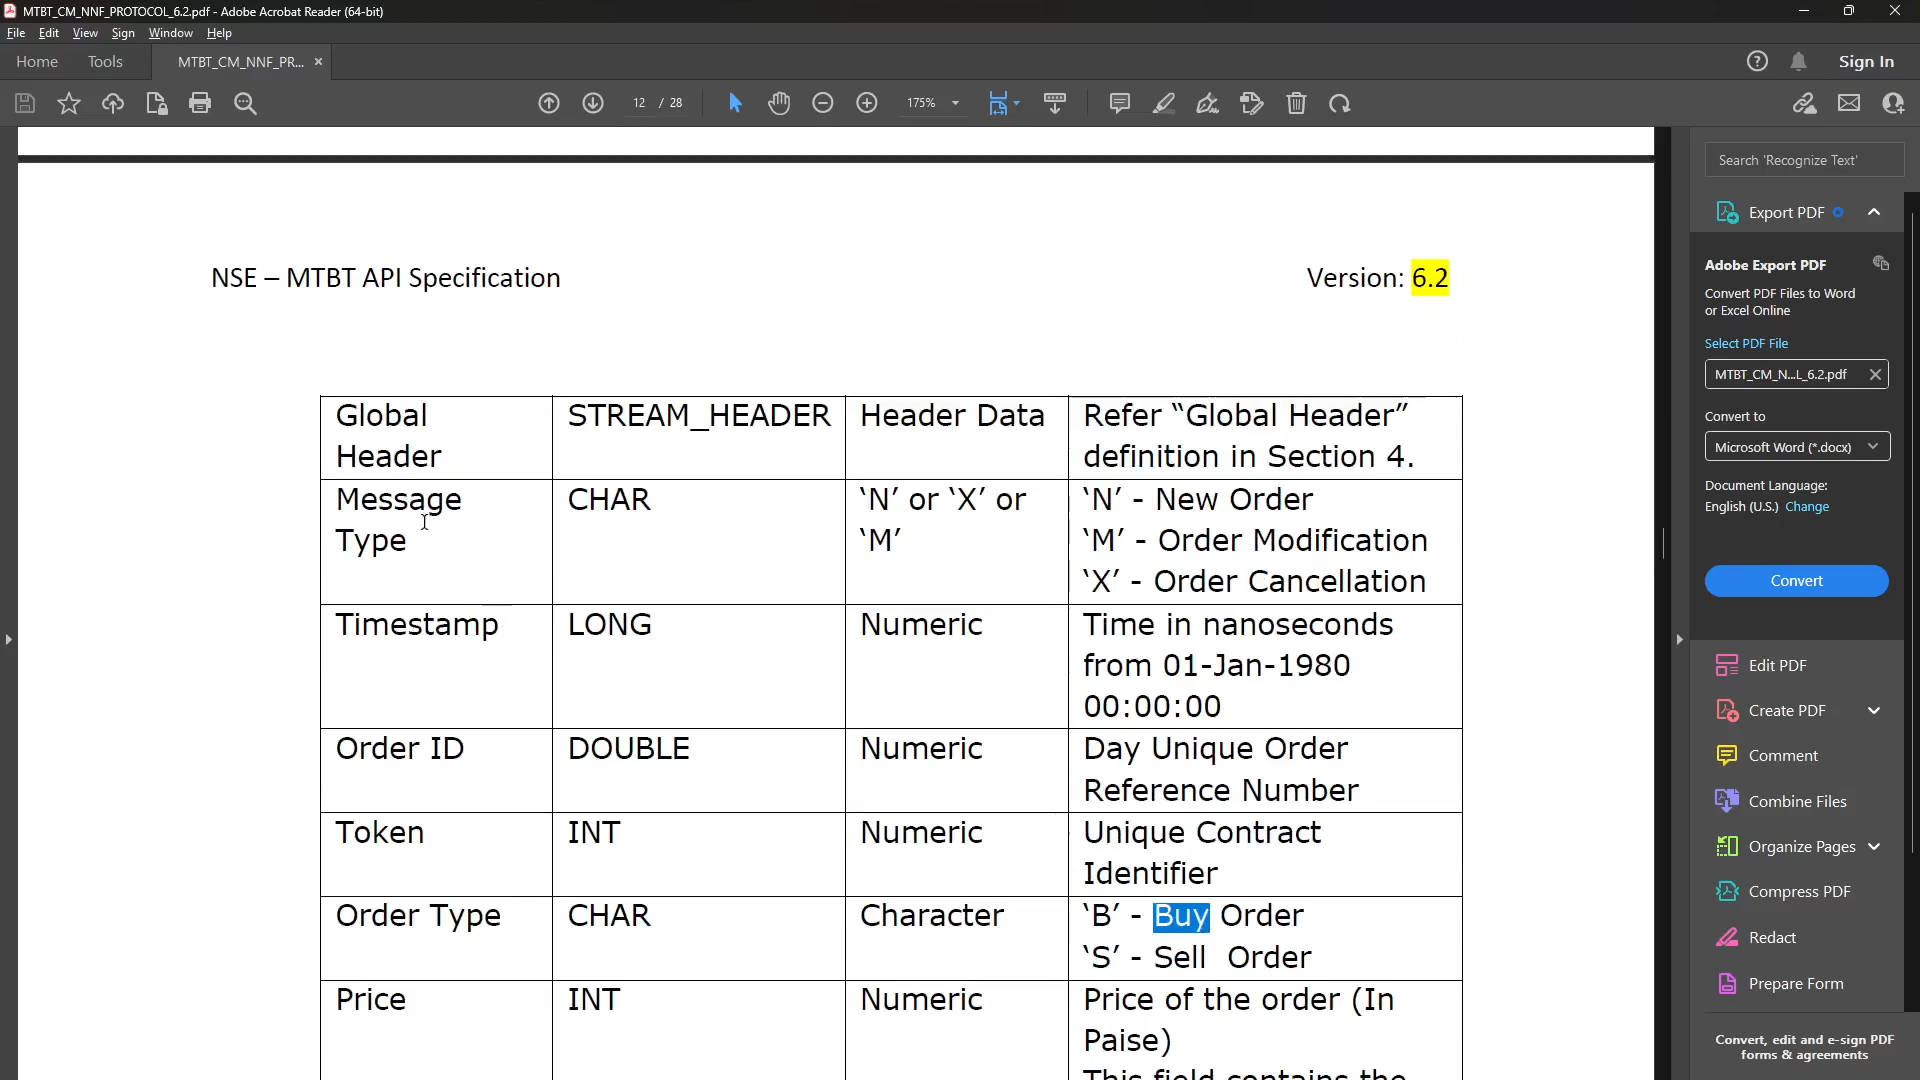 MTBT_CM_NNF_PROTOCOL_6.2.pdf - Adobe Acrobat Reader (64-bit)
File Edit View Sign Window Help
Home Tools MTBT_CM_NNF_PR... × Sign In
12 / 28 175%
NSE – MTBT API Specification Version: 6.2
Global Header STREAM_HEADER Header Data Refer “Global Header” definition in Section 4.
Message Type CHAR ‘N’ or ‘X’ or ‘M’ ‘N’ - New Order
‘M’ - Order Modification
‘X’ - Order Cancellation
Timestamp LONG Numeric Time in nanoseconds from 01-Jan-1980 00:00:00
Order ID DOUBLE Numeric Day Unique Order Reference Number
Token INT Numeric Unique Contract Identifier
Order Type CHAR Character ‘B’ - Buy Order
‘S’ - Sell Order
Price INT Numeric Price of the order (In Paise)
This field contains the
Search 'Recognize Text'
Export PDF
Adobe Export PDF
Convert PDF Files to Word
or Excel Online
Select PDF File
MTBT_CM_N...L_6.2.pdf
Convert to
Microsoft Word (*.docx)
Document Language:
English (U.S.) Change
Convert
Edit PDF
Create PDF
Comment
Combine Files
Organize Pages
Compress PDF
Redact
Prepare Form
Convert, edit and e-sign PDF
forms & agreements